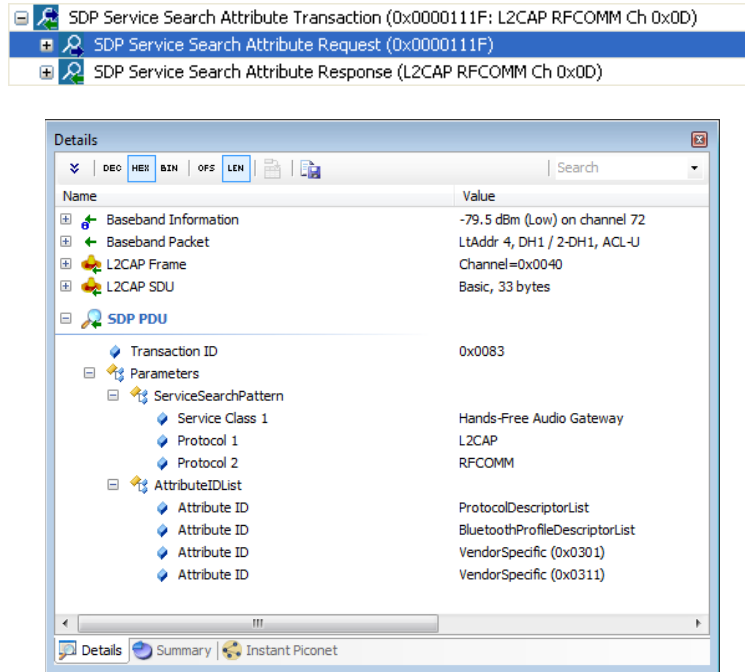 SDP Service Search Attribute Transaction (0x0000111F: L2CAP RFCOMM Ch 0x0D)
SDP Service Search Attribute Request (0x0000111F)
SDP Service Search Attribute Response (L2CAP RFCOMM Ch 0x0D)
Details
DEC HEX BIN OFS LEN Search
Name Value
Baseband Information -79.5 dBm (Low) on channel 72
Baseband Packet LtAddr 4, DH1 / 2-DH1, ACL-U
L2CAP Frame Channel=0x0040
L2CAP SDU Basic, 33 bytes
SDP PDU
Transaction ID 0x0083
Parameters
ServiceSearchPattern
Service Class 1 Hands-Free Audio Gateway
Protocol 1 L2CAP
Protocol 2 RFCOMM
AttributeIDList
Attribute ID ProtocolDescriptorList
Attribute ID BluetoothProfileDescriptorList
Attribute ID VendorSpecific (0x0301)
Attribute ID VendorSpecific (0x0311)
Details Summary Instant Piconet